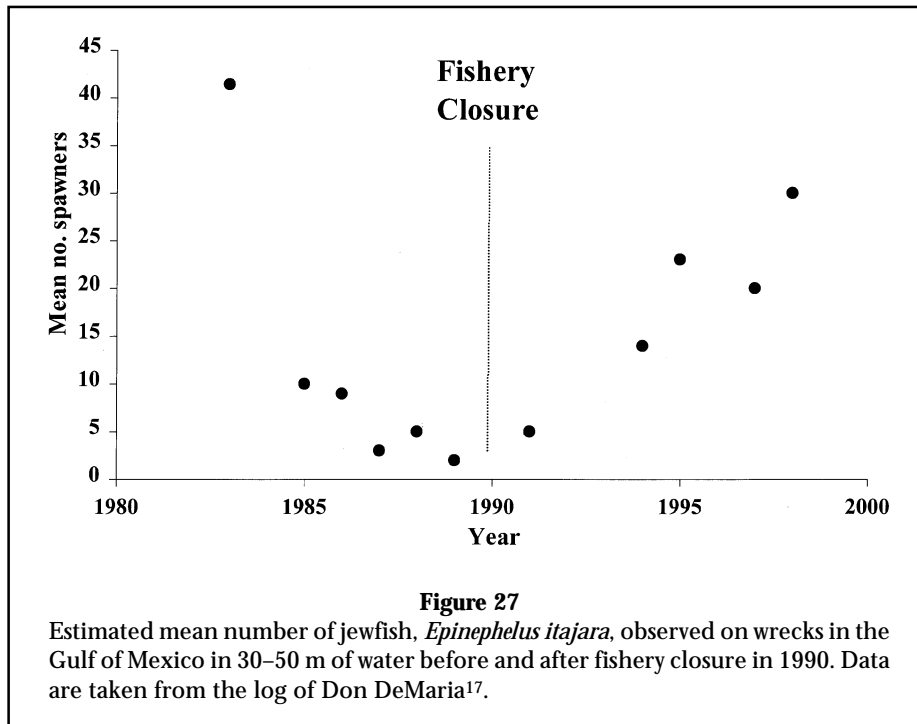 45
40
35
30
25
20
15
10
5
0
Mean no. spawners
Fishery
Closure
1980 1985 1990 1995 2000
Year
Figure 27
Estimated mean number of jewfish, Epinephelus itajara, observed on wrecks in the
Gulf of Mexico in 30–50 m of water before and after fishery closure in 1990. Data
are taken from the log of Don DeMaria17.